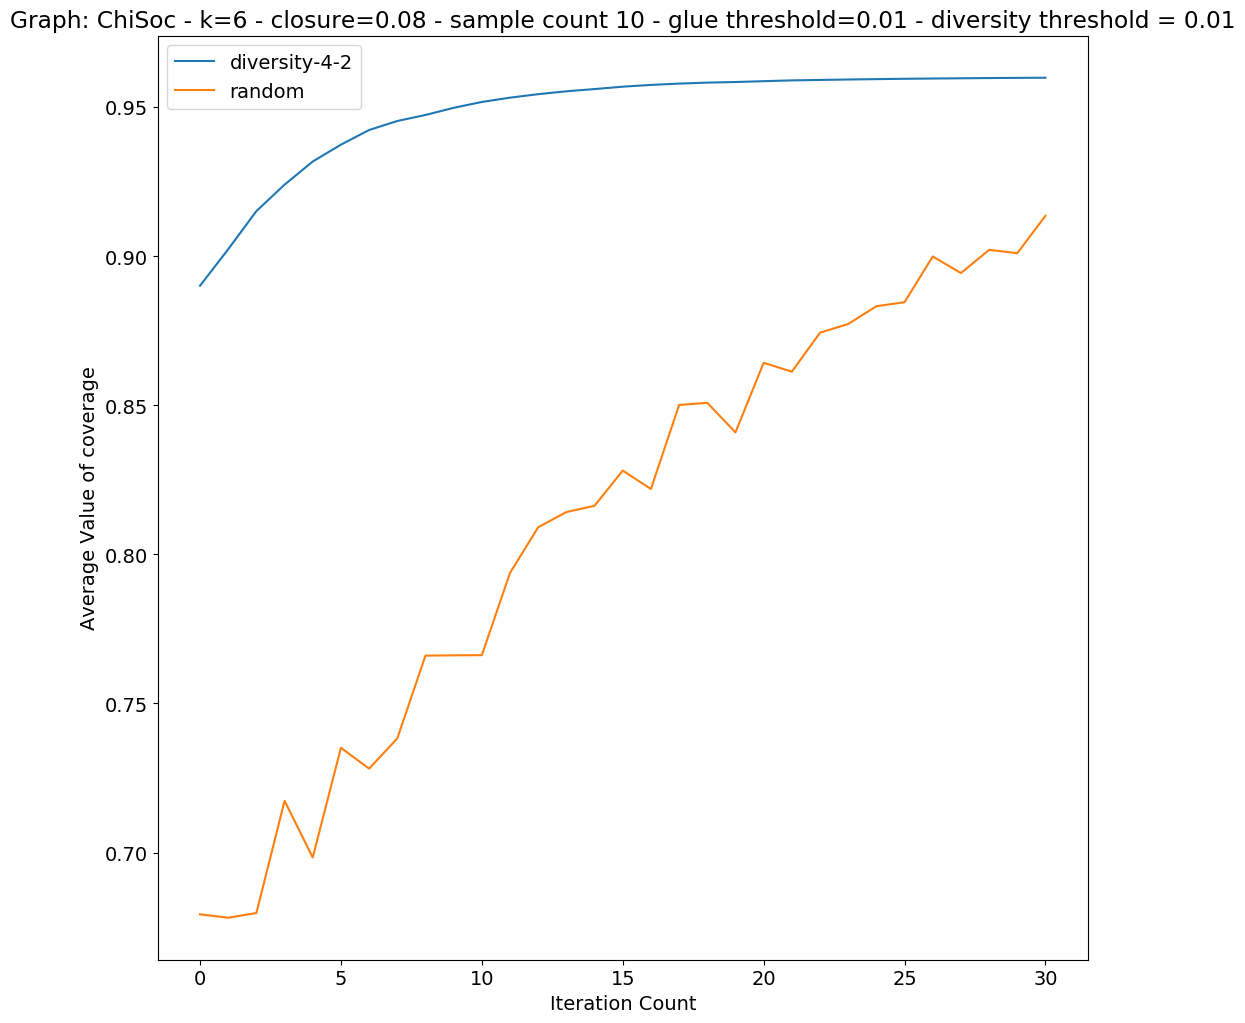 Graph: ChiSoc - k=6 - closure=0.08 - sample count 10 - glue threshold=0.01 - diversity threshold = 0.01
diversity-4-2
random
0.95
0.90
0.85
0.80
0.75
0.70
Average Value of coverage
0 5 10 15 20 25 30
Iteration Count